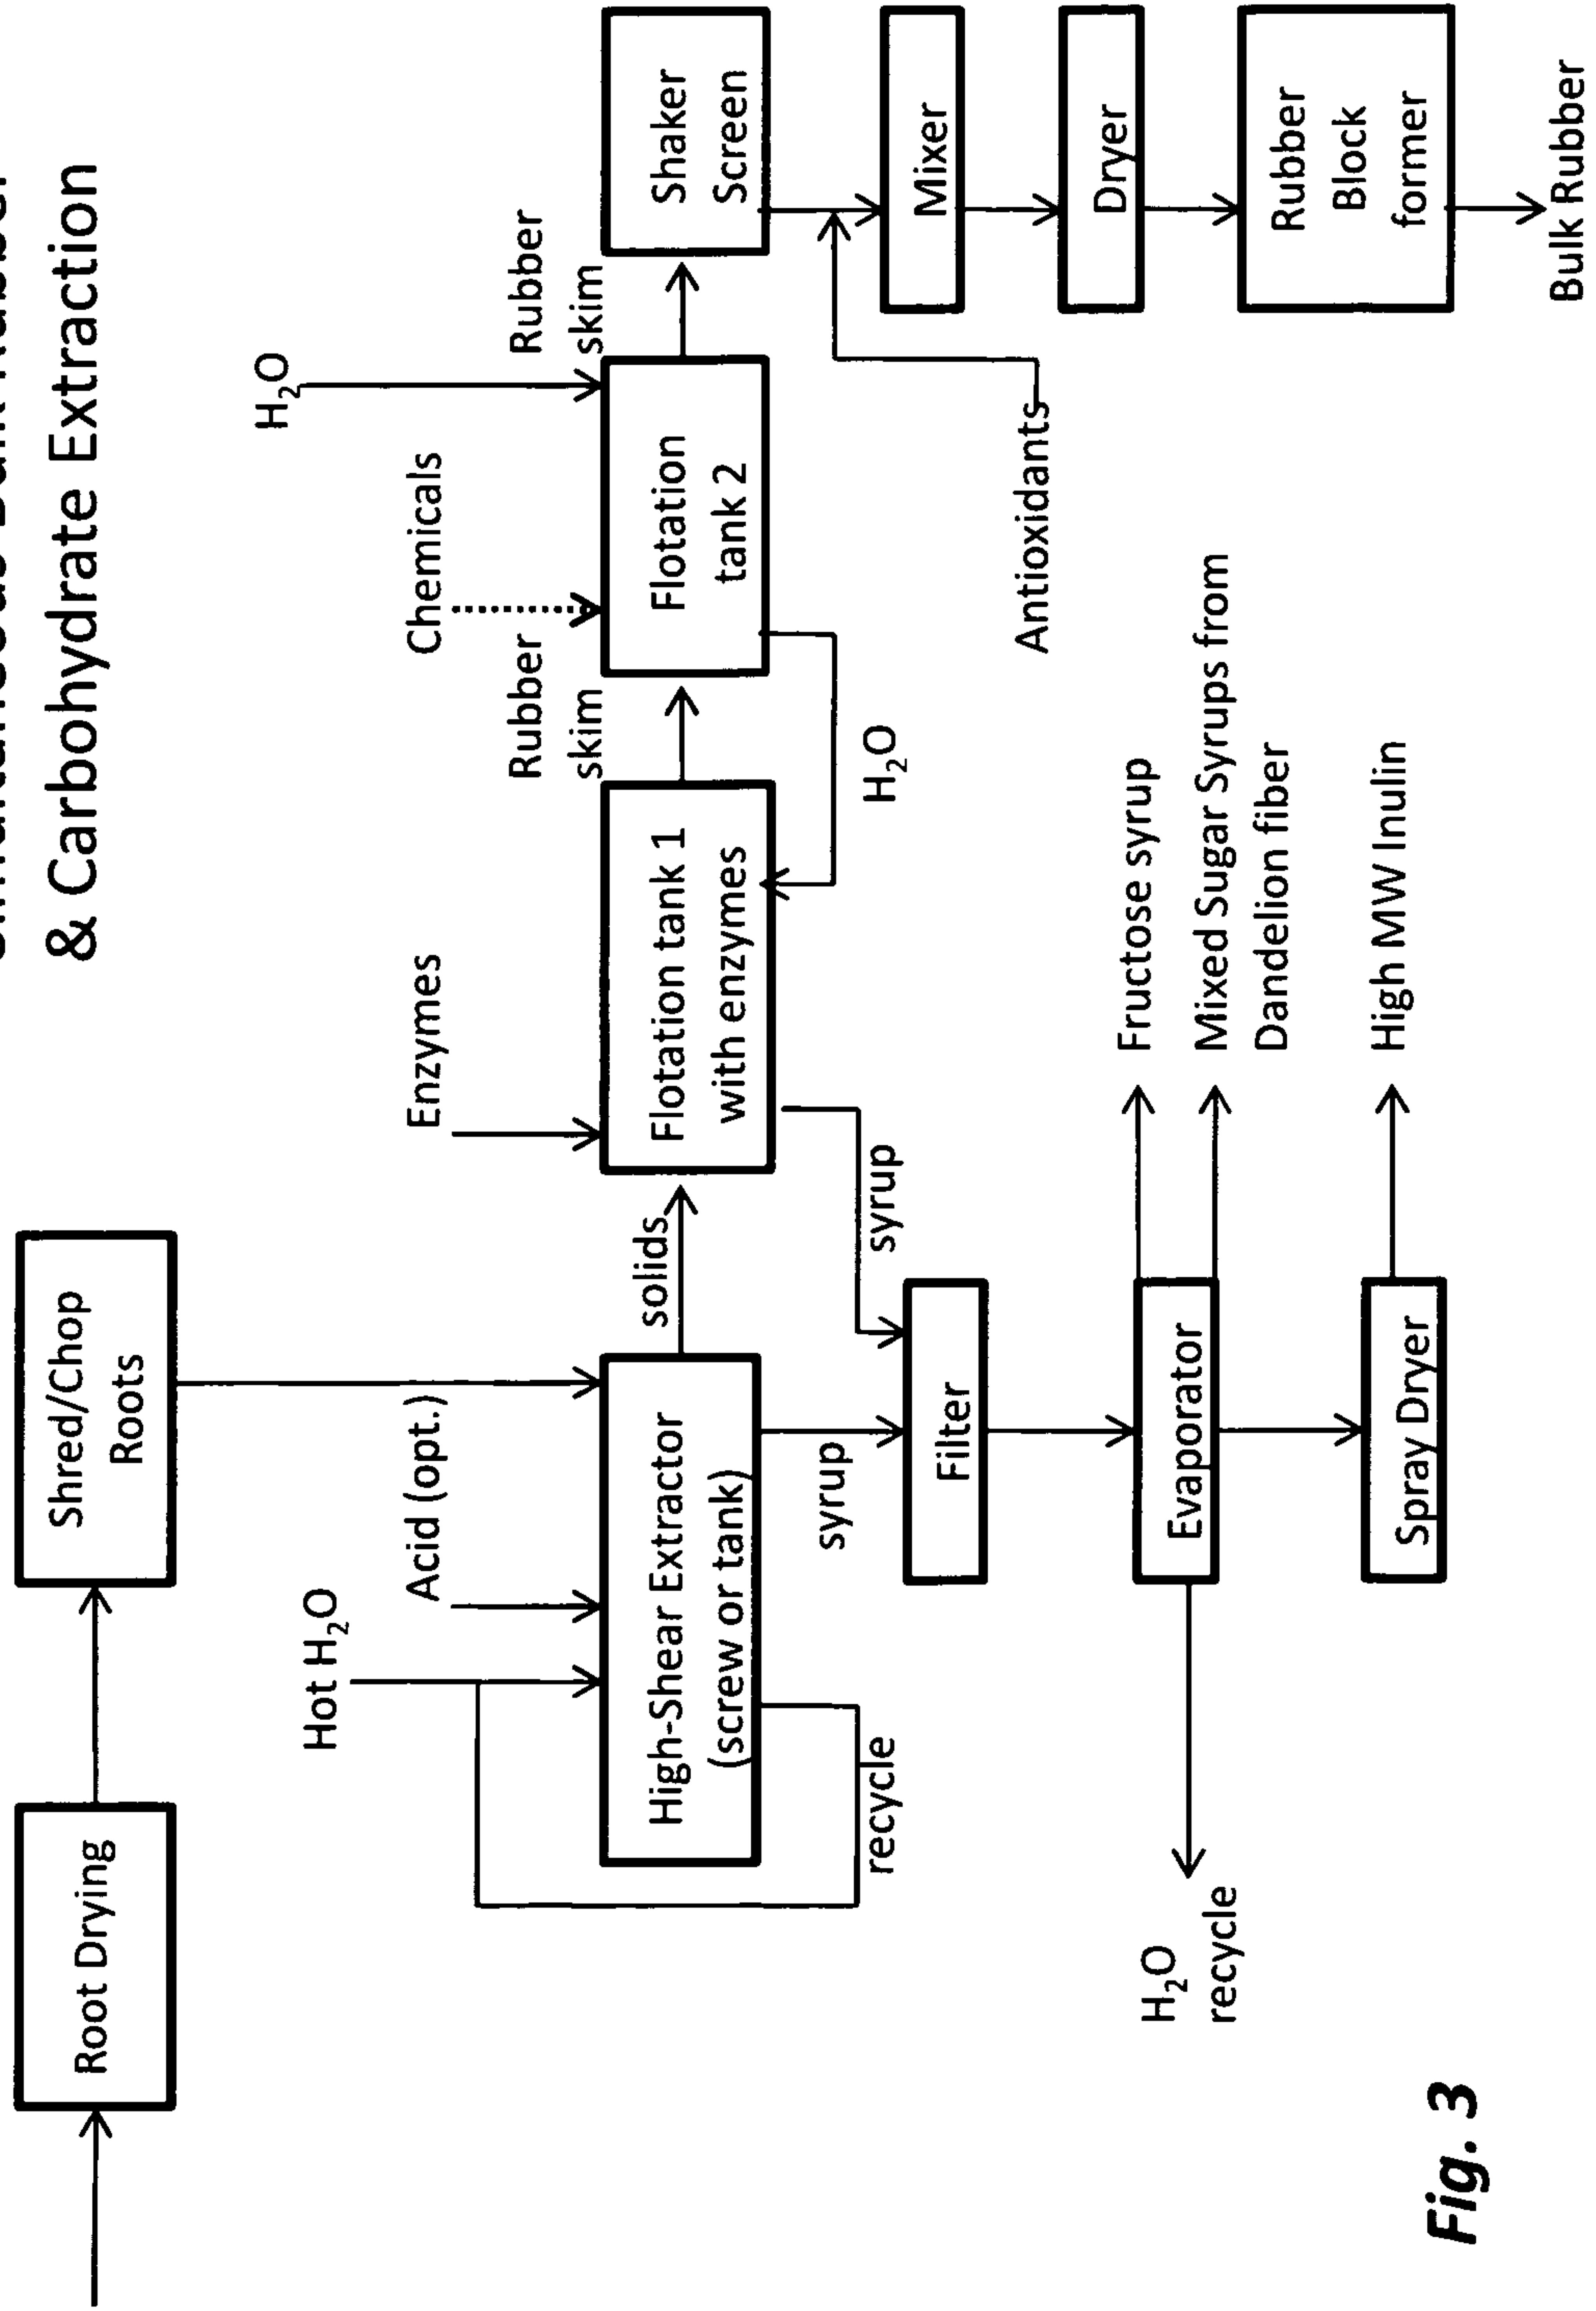 Simultaneous Bulk Rubber
& Carbohydrate Extraction
Root Drying
Shred/Chop
Roots
Hot H₂O
Acid (opt.)
Enzymes
Chemicals
H₂O
High-Shear Extractor
(screw or tank)
solids
Flotation tank 1
with enzymes
Rubber
skim
Flotation
tank 2
Rubber
skim
Shaker
Screen
recycle
syrup
syrup
H₂O
Filter
Antioxidants
Mixer
Dryer
Rubber
Block
former
Bulk Rubber
H₂O
recycle
Evaporator
Fructose syrup
Mixed Sugar Syrups from
Dandelion fiber
Spray Dryer
High MW Inulin
Fig. 3